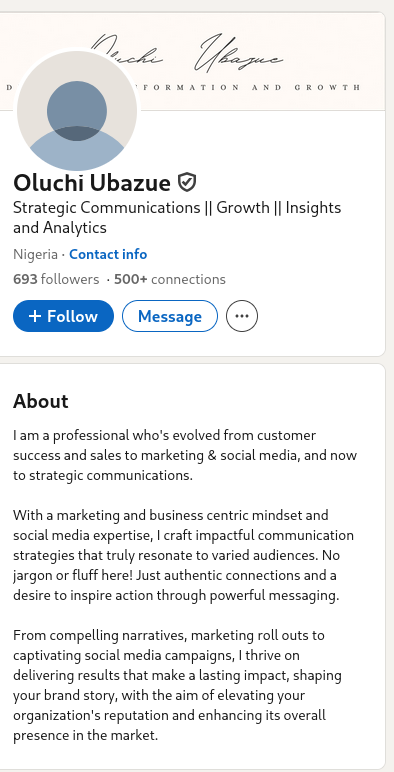 Oluchi Ubazue
FORMATION AND GROWTH
Oluchi Ubazue
Strategic Communications || Growth || Insights
and Analytics
Nigeria · Contact info
693 followers · 500+ connections
+ Follow
Message
About
I am a professional who's evolved from customer
success and sales to marketing & social media, and now
to strategic communications.
With a marketing and business centric mindset and
social media expertise, I craft impactful communication
strategies that truly resonate to varied audiences. No
jargon or fluff here! Just authentic connections and a
desire to inspire action through powerful messaging.
From compelling narratives, marketing roll outs to
captivating social media campaigns, I thrive on
delivering results that make a lasting impact, shaping
your brand story, with the aim of elevating your
organization's reputation and enhancing its overall
presence in the market.